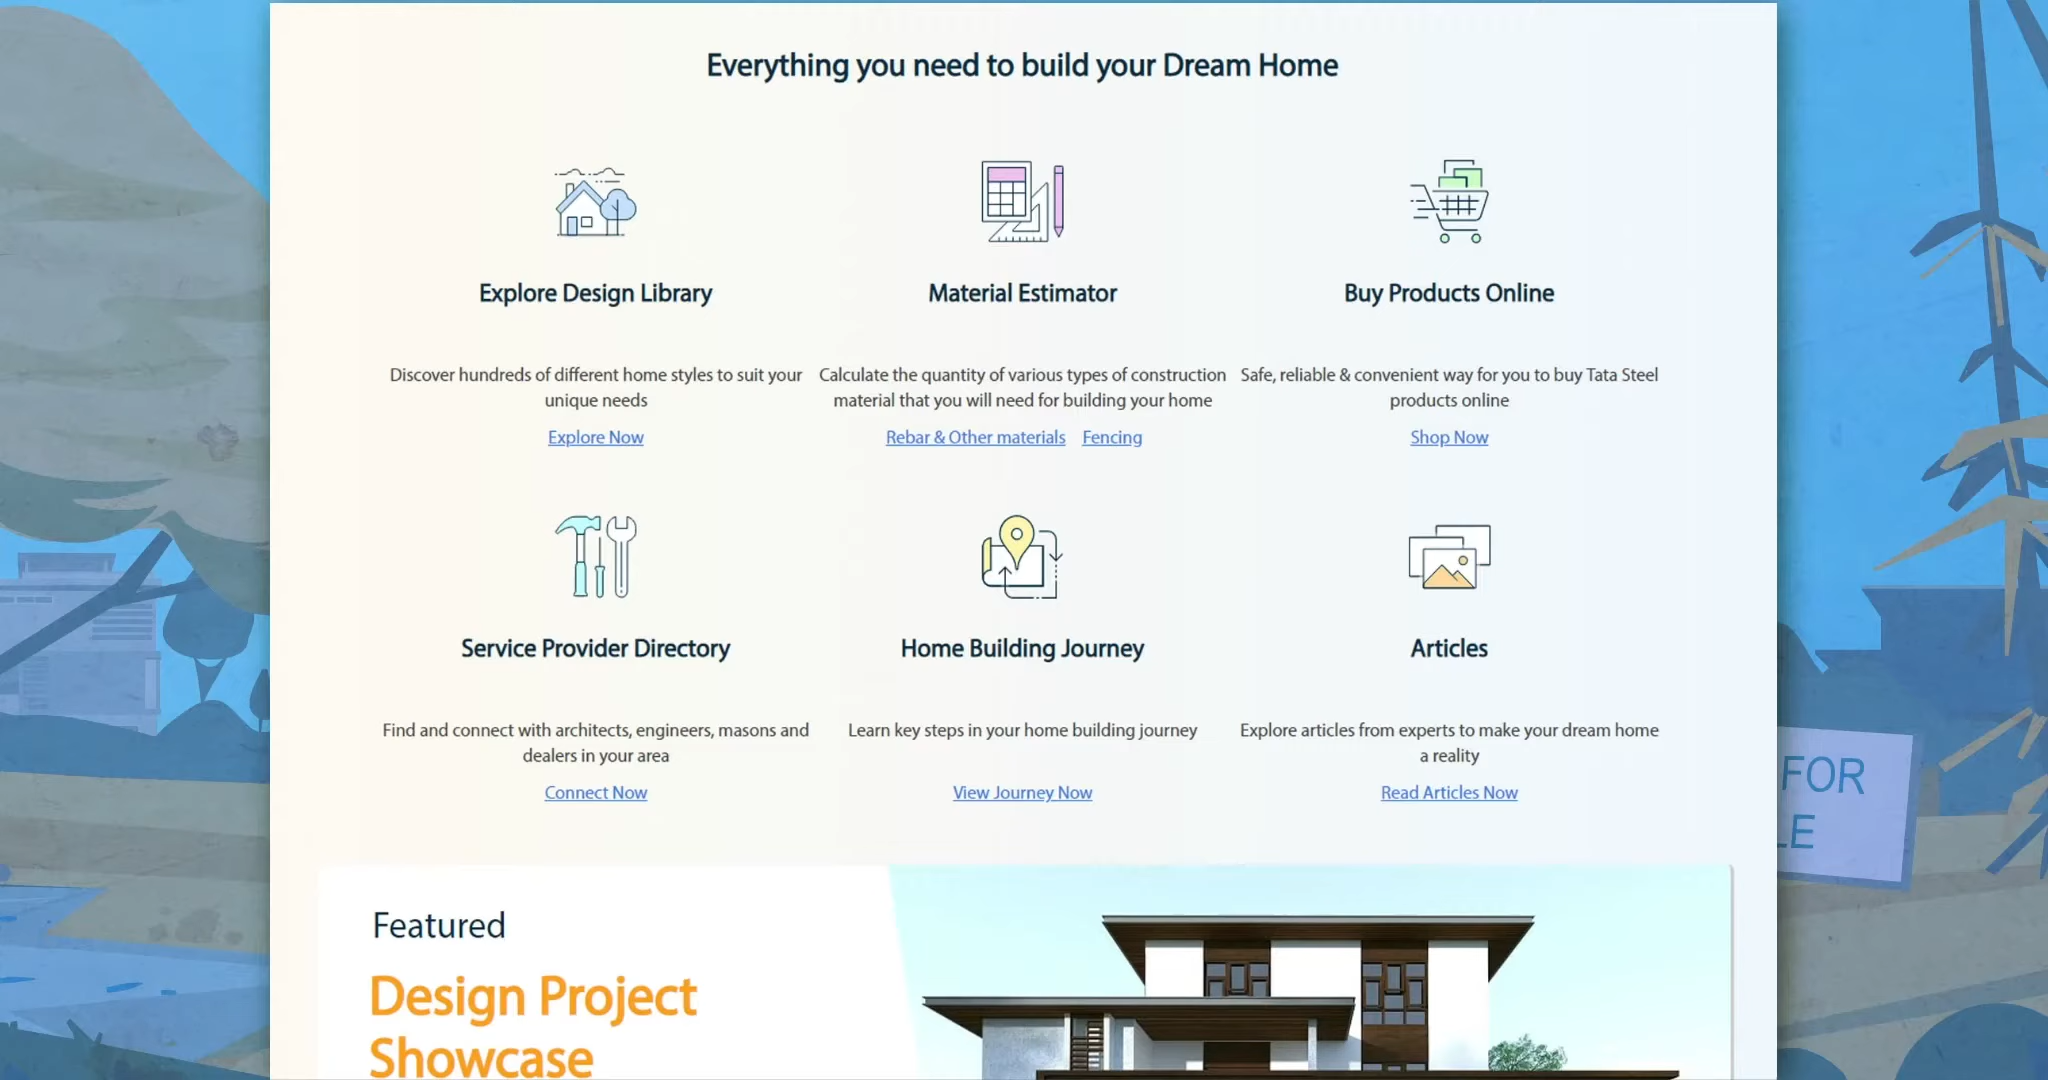 Everything you need to build your Dream Home
Explore Design Library
Discover hundreds of different home styles to suit your
unique needs
Explore Now
Material Estimator
Calculate the quantity of various types of construction
material that you will need for building your home
Rebar & Other materials Fencing
Buy Products Online
Safe, reliable & convenient way for you to buy Tata Steel
products online
Shop Now
Service Provider Directory
Find and connect with architects, engineers, masons and
dealers in your area
Connect Now
Home Building Journey
Learn key steps in your home building journey
View Journey Now
Articles
Explore articles from experts to make your dream home
a reality
Read Articles Now
FOR
LE
Featured
Design Project
Showcase